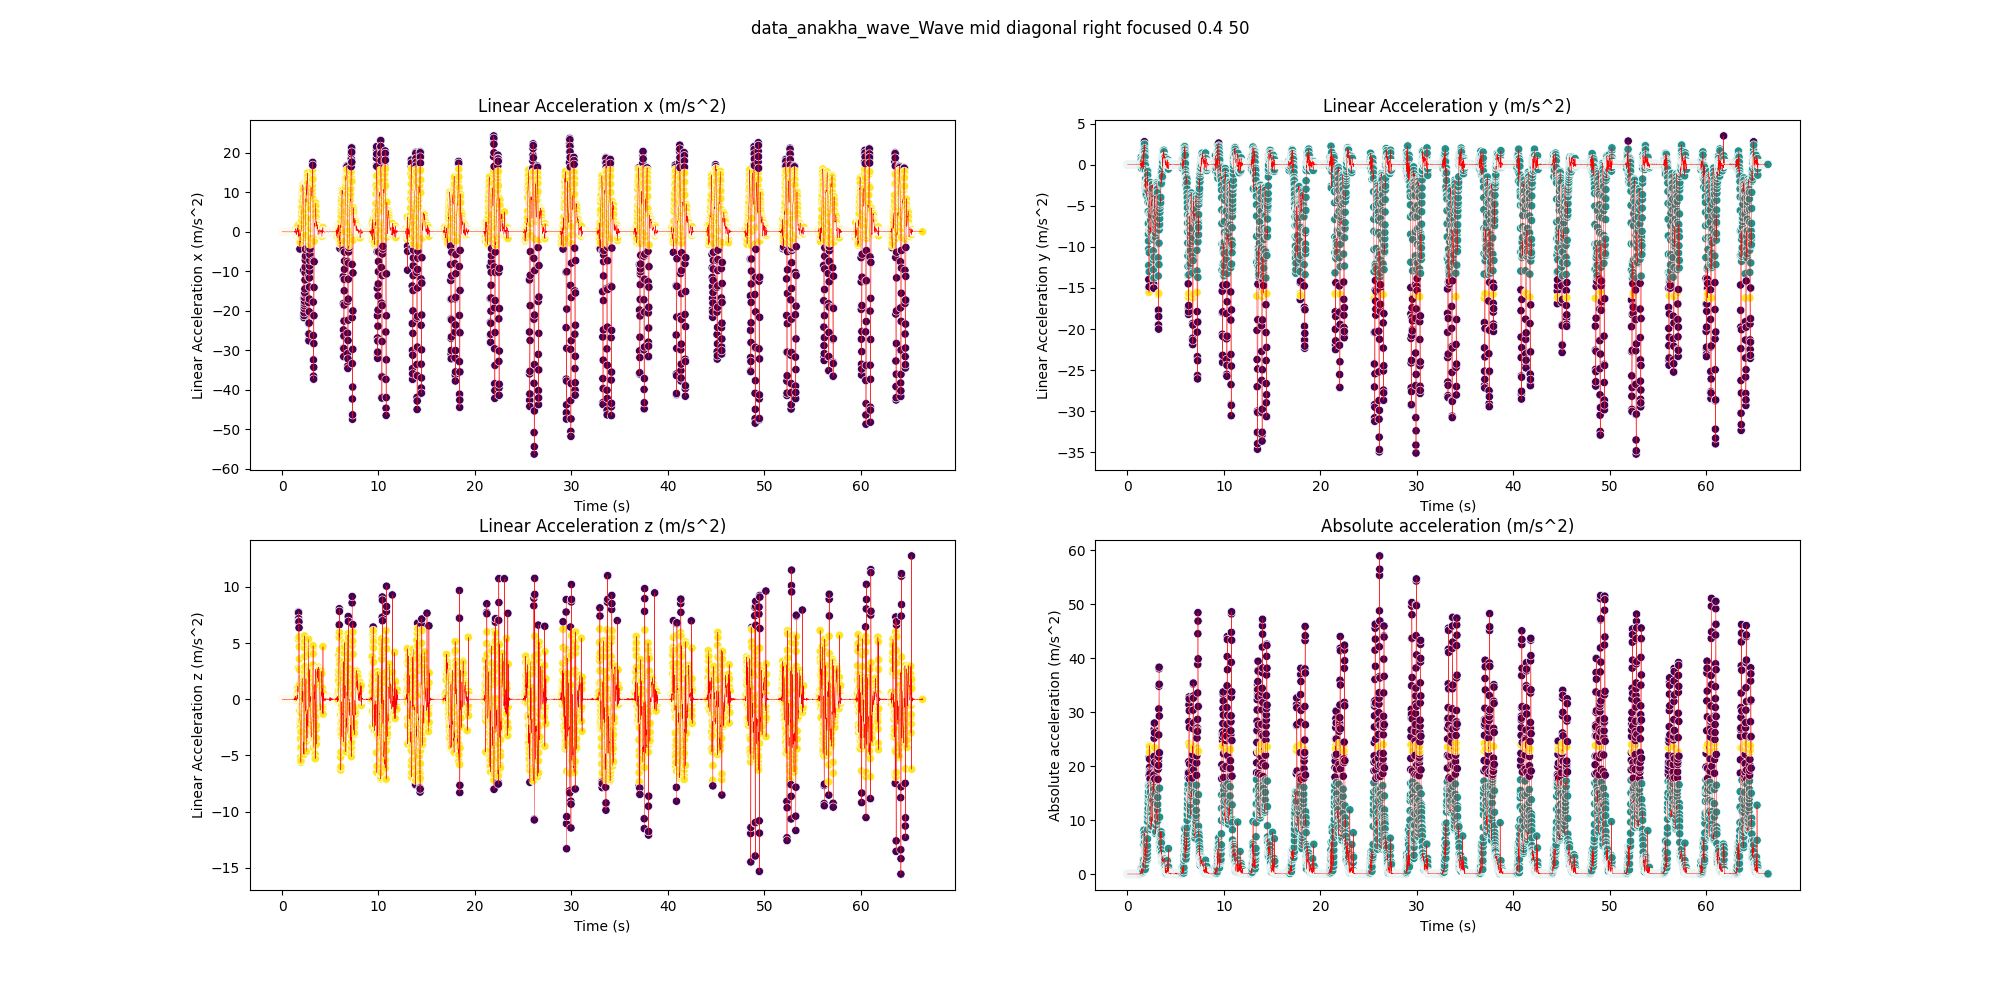 data_anakha_wave_Wave mid diagonal right focused 0.4 50
Linear Acceleration x (m/s^2)
Linear Acceleration x (m/s^2)
20
10
0
−10
−20
−30
−40
−50
−60
0 10 20 30 40 50 60
Time (s)
Linear Acceleration y (m/s^2)
Linear Acceleration y (m/s^2)
5
0
−5
−10
−15
−20
−25
−30
−35
0 10 20 30 40 50 60
Time (s)
Linear Acceleration z (m/s^2)
Linear Acceleration z (m/s^2)
10
5
0
−5
−10
−15
0 10 20 30 40 50 60
Time (s)
Absolute acceleration (m/s^2)
Absolute acceleration (m/s^2)
60
50
40
30
20
10
0
0 10 20 30 40 50 60
Time (s)